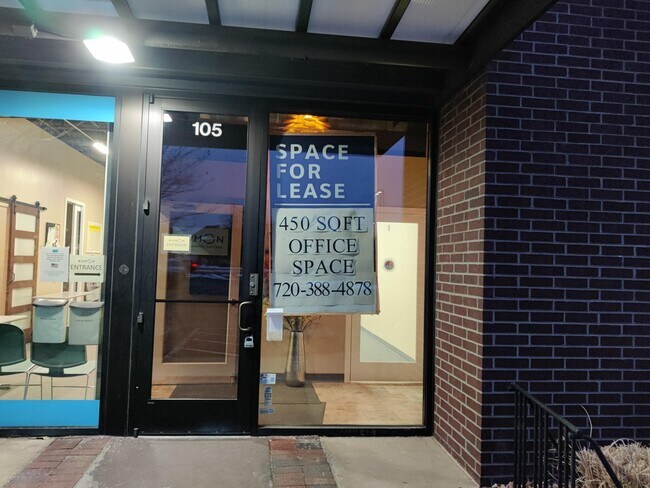 105
SPACE
FOR
LEASE
450 SQFT
OFFICE
SPACE
720-388-4878
ENTRANCE